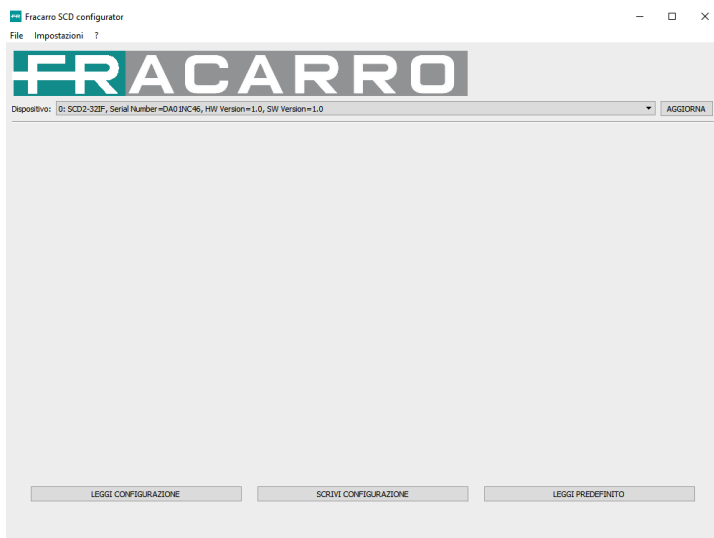 FR Fracarro SCD configurator
File Impostazioni ?
FRACARRO
Dispositivo: 0: SCD2-32IF, Serial Number=DA01NC46, HW Version=1.0, SW Version=1.0 AGGIORNA
LEGGI CONFIGURAZIONE SCRIVI CONFIGURAZIONE LEGGI PREDEFINITO